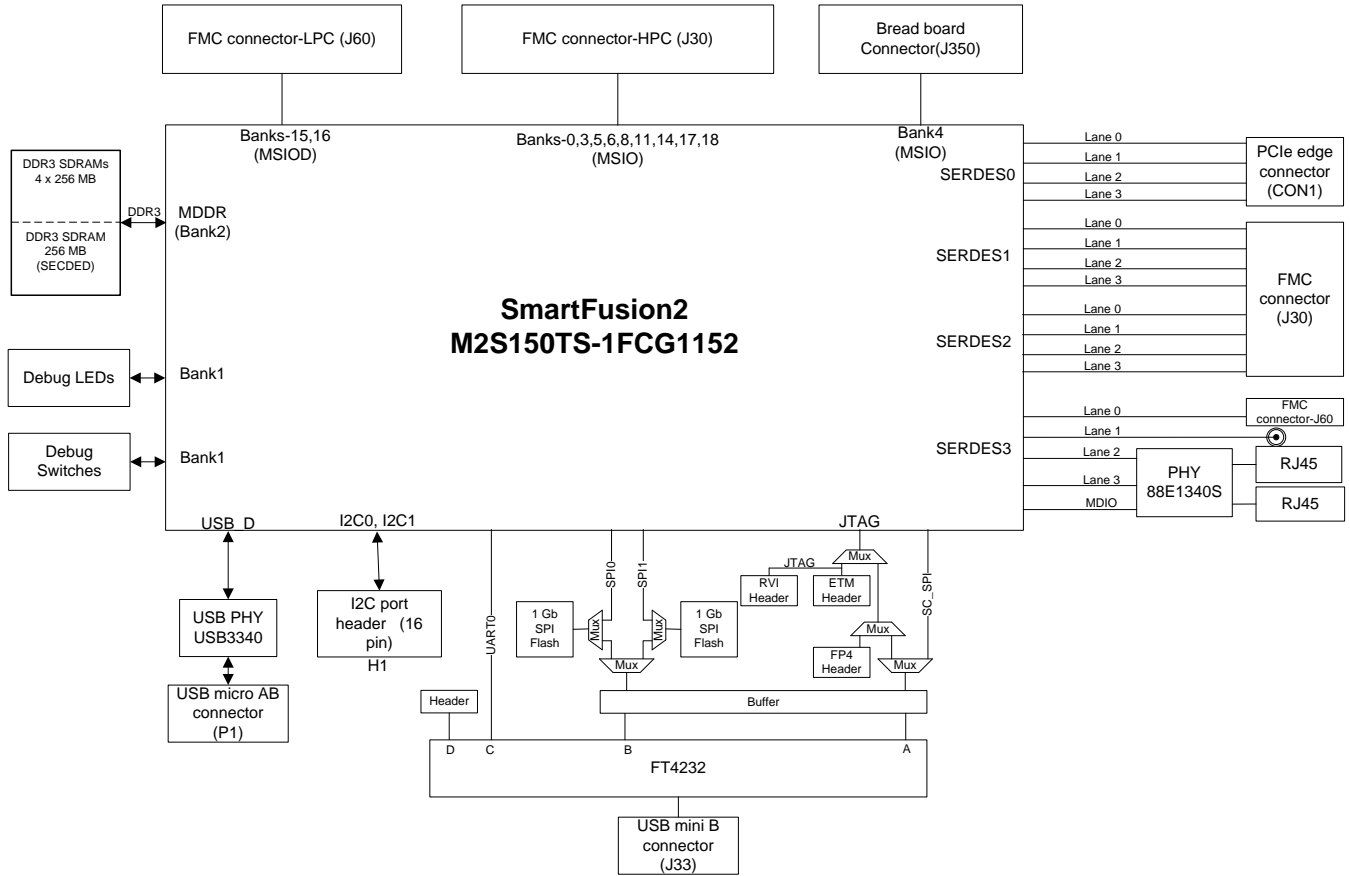 FMC connector-LPC (J60)
FMC connector-HPC (J30)
Bread board
Connector(J350)
Banks-15,16
(MSIOD)
Banks-0,3,5,6,8,11,14,17,18
(MSIO)
Bank4
(MSIO)
DDR3 SDRAMs
4 x 256 MB
DDR3 SDRAM
256 MB
(SECDED)
DDR3
MDDR
(Bank2)
SmartFusion2
M2S150TS-1FCG1152
SERDES0
Lane 0
Lane 1
Lane 2
Lane 3
PCIe edge
connector
(CON1)
SERDES1
Lane 0
Lane 1
Lane 2
Lane 3
SERDES2
Lane 0
Lane 1
Lane 2
Lane 3
FMC
connector
(J30)
Debug LEDs
Bank1
Debug
Switches
Bank1
SERDES3
Lane 0
Lane 1
Lane 2
Lane 3
MDIO
FMC
connector-J60
PHY
88E1340S
RJ45
RJ45
USB_D
I2C0, I2C1
JTAG
USB PHY
USB3340
USB micro AB
connector
(P1)
I2C port
header (16
pin)
H1
UART0
SPI0
SPI1
1 Gb
SPI
Flash
Mux
Mux
1 Gb
SPI
Flash
Mux
Mux
JTAG
RVI
Header
ETM
Header
SC_SPI
Mux
FP4
Header
Mux
Header
Buffer
D
C
B
A
FT4232
USB mini B
connector
(J33)